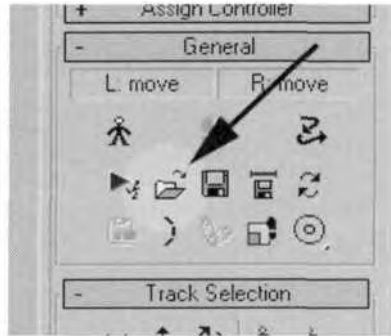 + Assign Controller
- General
L: move R: move
- Track Selection